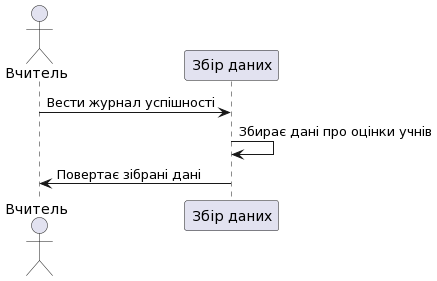 Вчитель
Збір даних
Вести журнал успішності
Збирає дані про оцінки учнів
Повертає зібрані дані
Вчитель
Збір даних